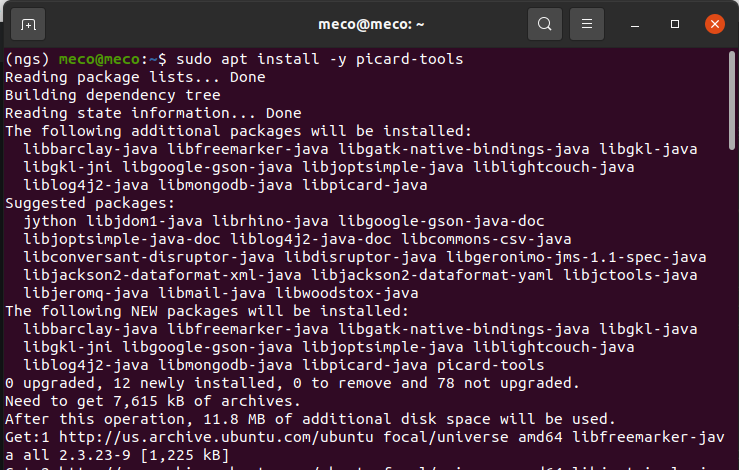 meco@meco: ~
(ngs) meco@meco:~$ sudo apt install -y picard-tools
Reading package lists... Done
Building dependency tree
Reading state information... Done
The following additional packages will be installed:
  libbarclay-java libfreemarker-java libgatk-native-bindings-java libgkl-java
  libgkl-jni libgoogle-gson-java libjoptsimple-java liblightcouch-java
  liblog4j2-java libmongodb-java libpicard-java
Suggested packages:
  jython libjdom1-java librhino-java libgoogle-gson-java-doc
  libjoptsimple-java-doc liblog4j2-java-doc libcommons-csv-java
  libconversant-disruptor-java libdisruptor-java libgeronimo-jms-1.1-spec-java
  libjackson2-dataformat-xml-java libjackson2-dataformat-yaml libjctools-java
  libjeromq-java libmail-java libwoodstox-java
The following NEW packages will be installed:
  libbarclay-java libfreemarker-java libgatk-native-bindings-java libgkl-java
  libgkl-jni libgoogle-gson-java libjoptsimple-java liblightcouch-java
  liblog4j2-java libmongodb-java libpicard-java picard-tools
0 upgraded, 12 newly installed, 0 to remove and 78 not upgraded.
Need to get 7,615 kB of archives.
After this operation, 11.8 MB of additional disk space will be used.
Get:1 http://us.archive.ubuntu.com/ubuntu focal/universe amd64 libfreemarker-jav
a all 2.3.23-9 [1,225 kB]